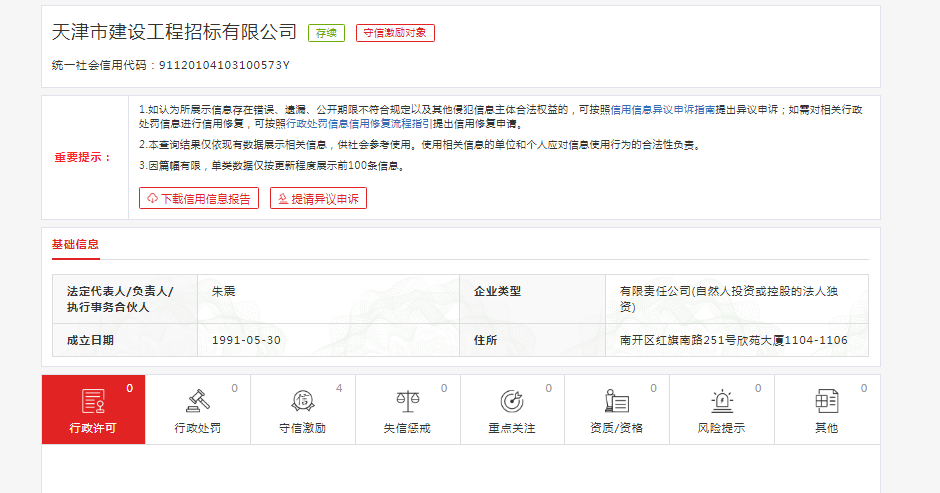 天津市建设工程招标有限公司 存续 守信激励对象
统一社会信用代码：91120104103100573Y
重要提示：
1.如认为所展示信息存在错误、遗漏、公开期限不符合规定以及其他侵犯信息主体合法权益的，可按照信用信息异议申诉指南提出异议申诉；如需对相关行政
处罚信息进行信用修复，可按照行政处罚信息信用修复流程指引提出信用修复申请。
2.本查询结果仅依现有数据展示相关信息，供社会参考使用。使用相关信息的单位和个人应对信息使用行为的合法性负责。
3.因篇幅有限，单类数据仅按更新程度展示前100条信息。
下载信用信息报告 提请异议申诉
基础信息
法定代表人/负责人/
执行事务合伙人
朱震
企业类型
有限责任公司(自然人投资或控股的法人独
资)
成立日期 1991-05-30 住所 南开区红旗南路251号欣苑大厦1104-1106
0 0 4 0 0 0 0 0
信
行政许可 行政处罚 守信激励 失信惩戒 重点关注 资质/资格 风险提示 其他